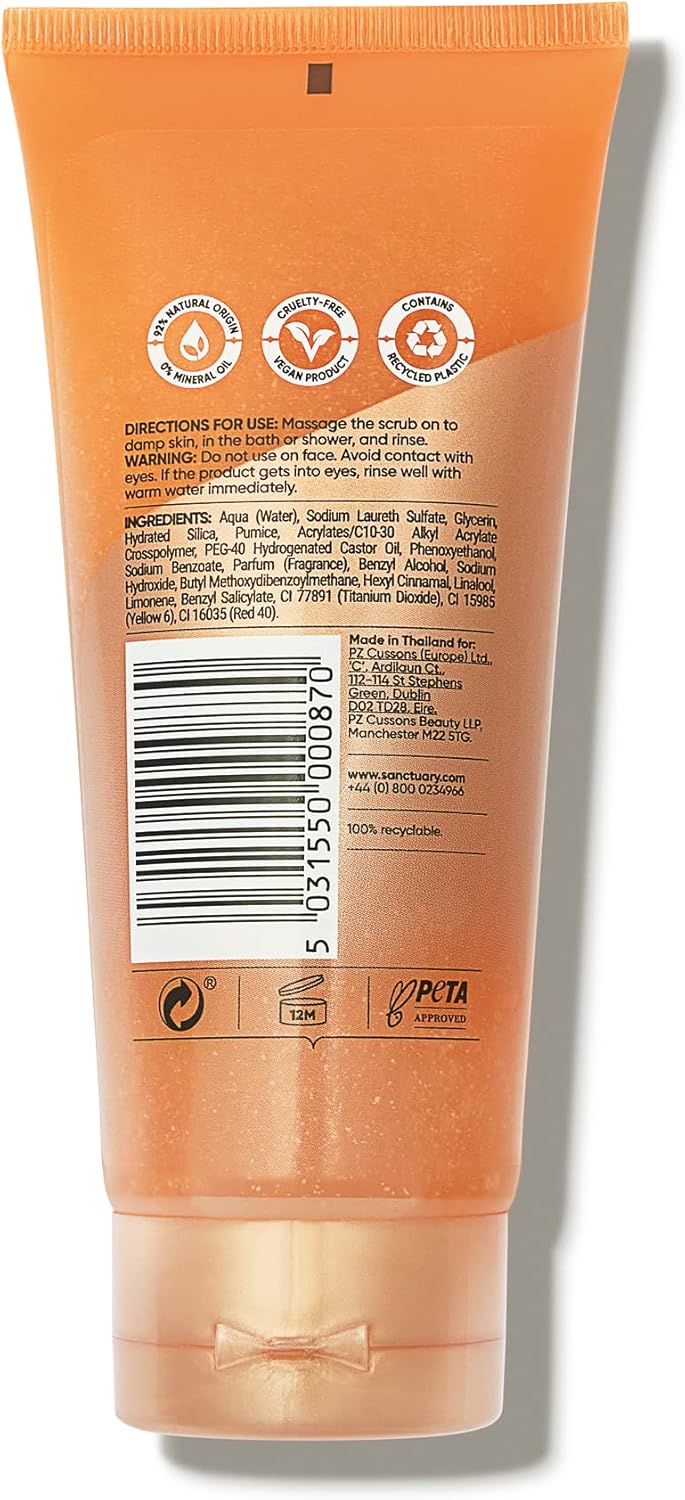 92% NATURAL ORIGIN
0% MINERAL OIL
CRUELTY-FREE
VEGAN PRODUCT
CONTAINS
RECYCLED PLASTIC
DIRECTIONS FOR USE: Massage the scrub on to
damp skin, in the bath or shower, and rinse.
WARNING: Do not use on face. Avoid contact with
eyes. If the product gets into eyes, rinse well with
warm water immediately.
INGREDIENTS: Aqua (Water), Sodium Laureth Sulfate, Glycerin,
Hydrated Silica, Pumice, Acrylates/C10-30 Alkyl Acrylate
Crosspolymer, PEG-40 Hydrogenated Castor Oil, Phenoxyethanol,
Sodium Benzoate, Parfum (Fragrance), Benzyl Alcohol, Sodium
Hydroxide, Butyl Methoxydibenzoylmethane, Hexyl Cinnamal, Linalool,
Limonene, Benzyl Salicylate, CI 77891 (Titanium Dioxide), CI 15985
(Yellow 6), CI 16035 (Red 40).
Made in Thailand for:
PZ Cussons (Europe) Ltd.,
'C', Ardilaun Ct.,
112-114 St Stephens
Green, Dublin
D02 TD28, Eire.
PZ Cussons Beauty LLP,
Manchester M22 5TG.
www.sanctuary.com
+44 (0) 800 0234966
100% recyclable.
5 031550 000870
®
12M
PETA
APPROVED